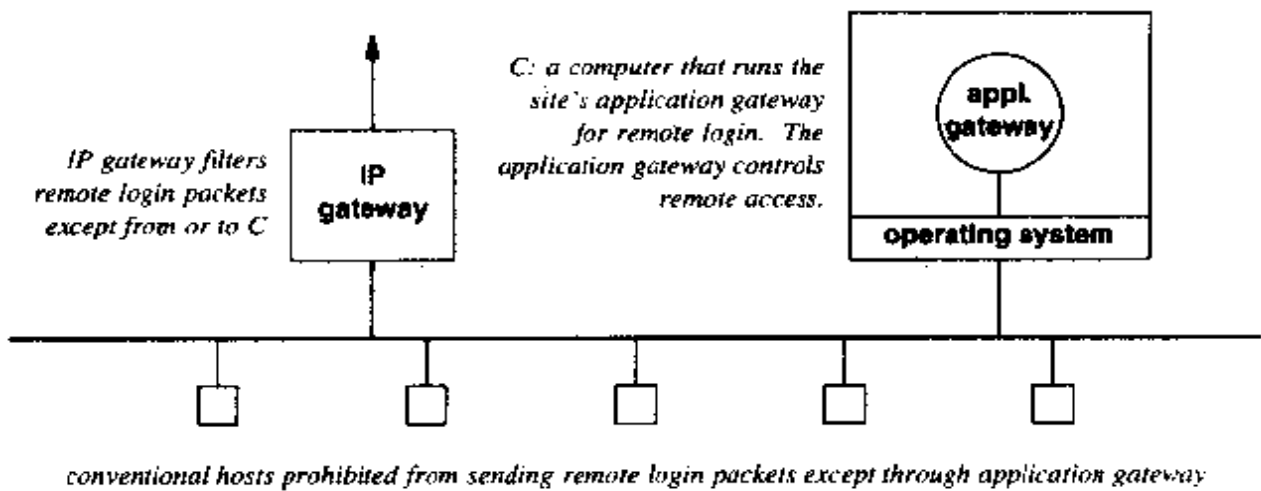 C: a computer that runs the
site's application gateway
for remote login. The
application gateway controls
remote access.
appl.
gateway
IP gateway filters
remote login packets
except from or to C
IP
gateway
operating system
conventional hosts prohibited from sending remote login packets except through application gateway